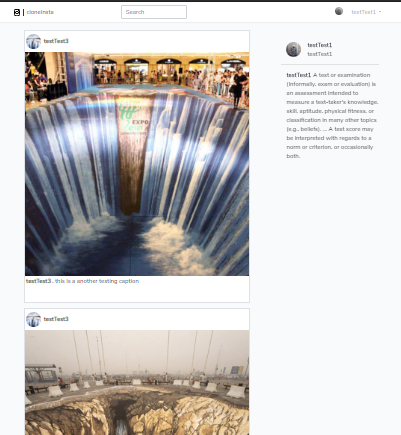 cloneinsta
Search
testTest1
testTest3
EXPO
testTest3 . this is a another testing caption
testTest3
testTest1
testTest1
testTest1 A test or examination
(informally, exam or evaluation) is
an assessment intended to
measure a test-taker's knowledge,
skill, aptitude, physical fitness, or
classification in many other topics
(e.g., beliefs). ... A test score may
be interpreted with regards to a
norm or criterion, or occasionally
both.